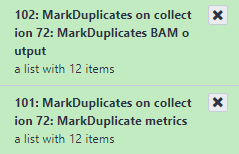 102: MarkDuplicates on collect
ion 72: MarkDuplicates BAM o
utput
a list with 12 items
101: MarkDuplicates on collect
ion 72: MarkDuplicate metrics
a list with 12 items